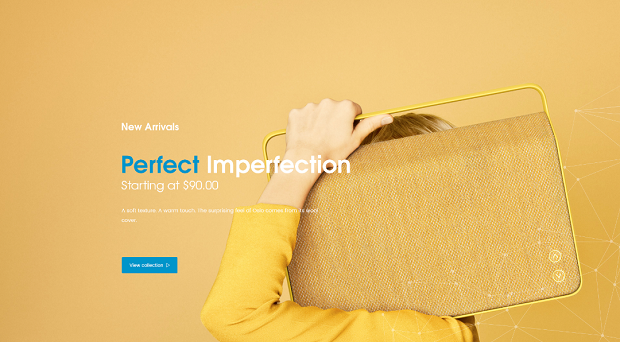 New Arrivals
Perfect Imperfection
Starting at $90.00
A soft texture. A warm touch. The surprising feel of Oslo comes from its wool
cover...
View collection